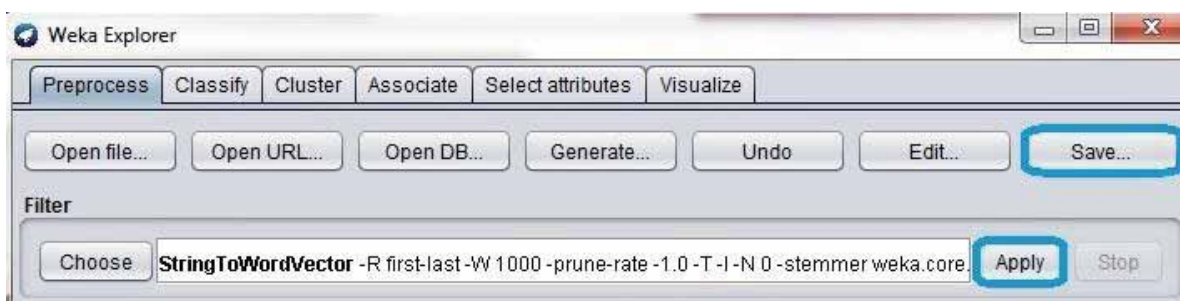 Weka Explorer
Preprocess Classify Cluster Associate Select attributes Visualize
Open file... Open URL... Open DB... Generate... Undo Edit... Save...
Filter
Choose StringToWordVector -R first-last -W 1000 -prune-rate -1.0 -T -I -N 0 -stemmer weka.core. Apply Stop